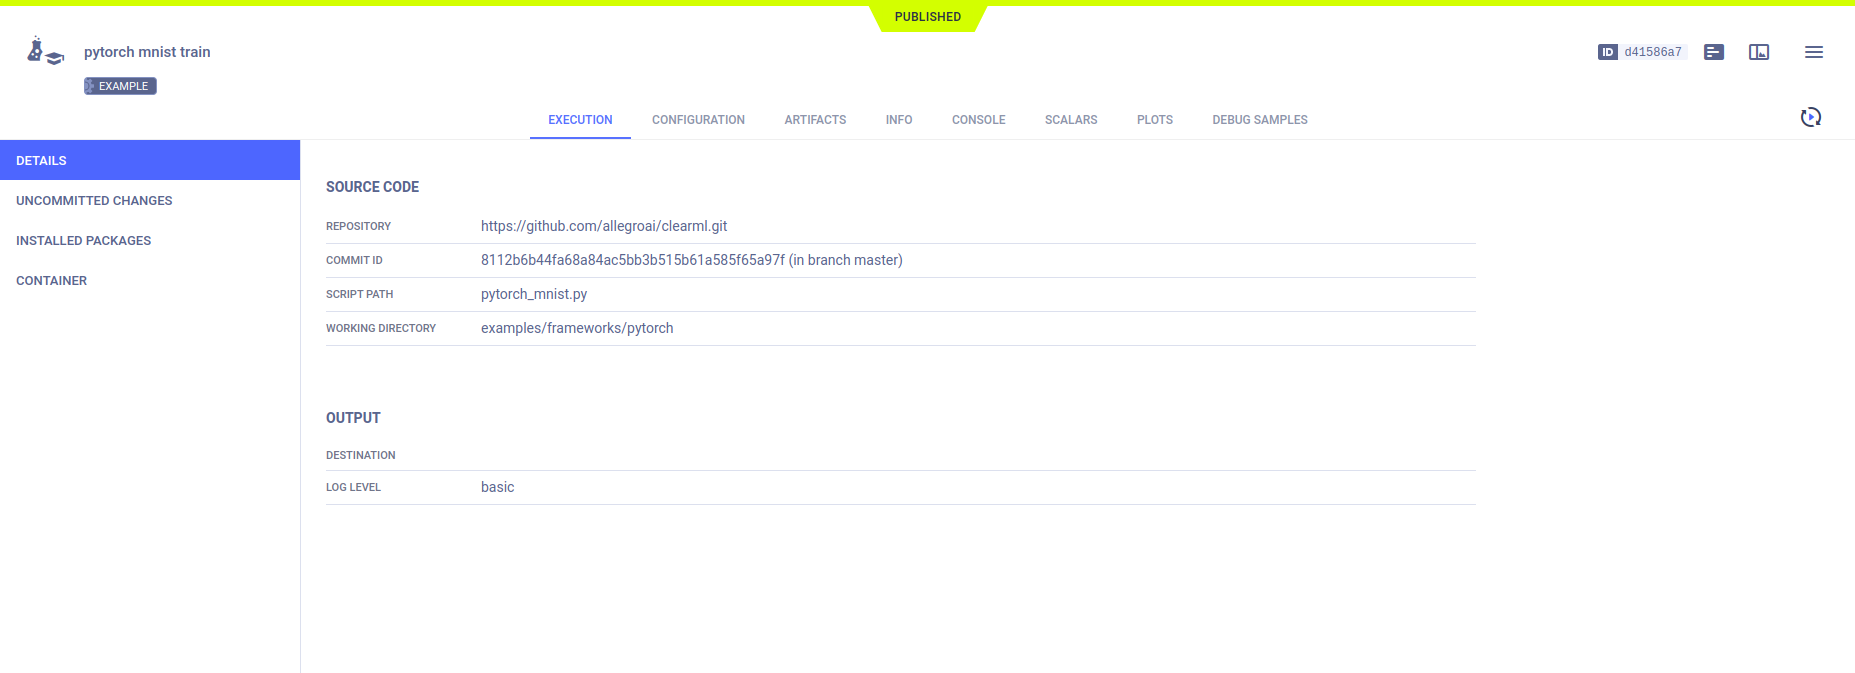 PUBLISHED
pytorch mnist train
ID d41586a7
EXAMPLE
EXECUTION CONFIGURATION ARTIFACTS INFO CONSOLE SCALARS PLOTS DEBUG SAMPLES
DETAILS
UNCOMMITTED CHANGES
INSTALLED PACKAGES
CONTAINER
SOURCE CODE
REPOSITORY https://github.com/allegroai/clearml.git
COMMIT ID 8112b6b44fa68a84ac5bb3b515b61a585f65a97f (in branch master)
SCRIPT PATH pytorch_mnist.py
WORKING DIRECTORY examples/frameworks/pytorch
OUTPUT
DESTINATION
LOG LEVEL basic